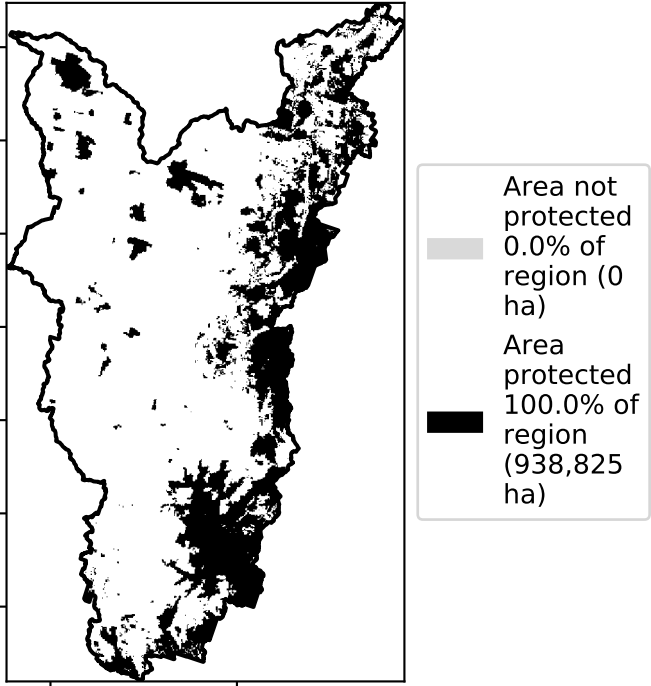 Area not
protected
0.0% of
region (0
ha)
Area
protected
100.0% of
region
(938,825
ha)